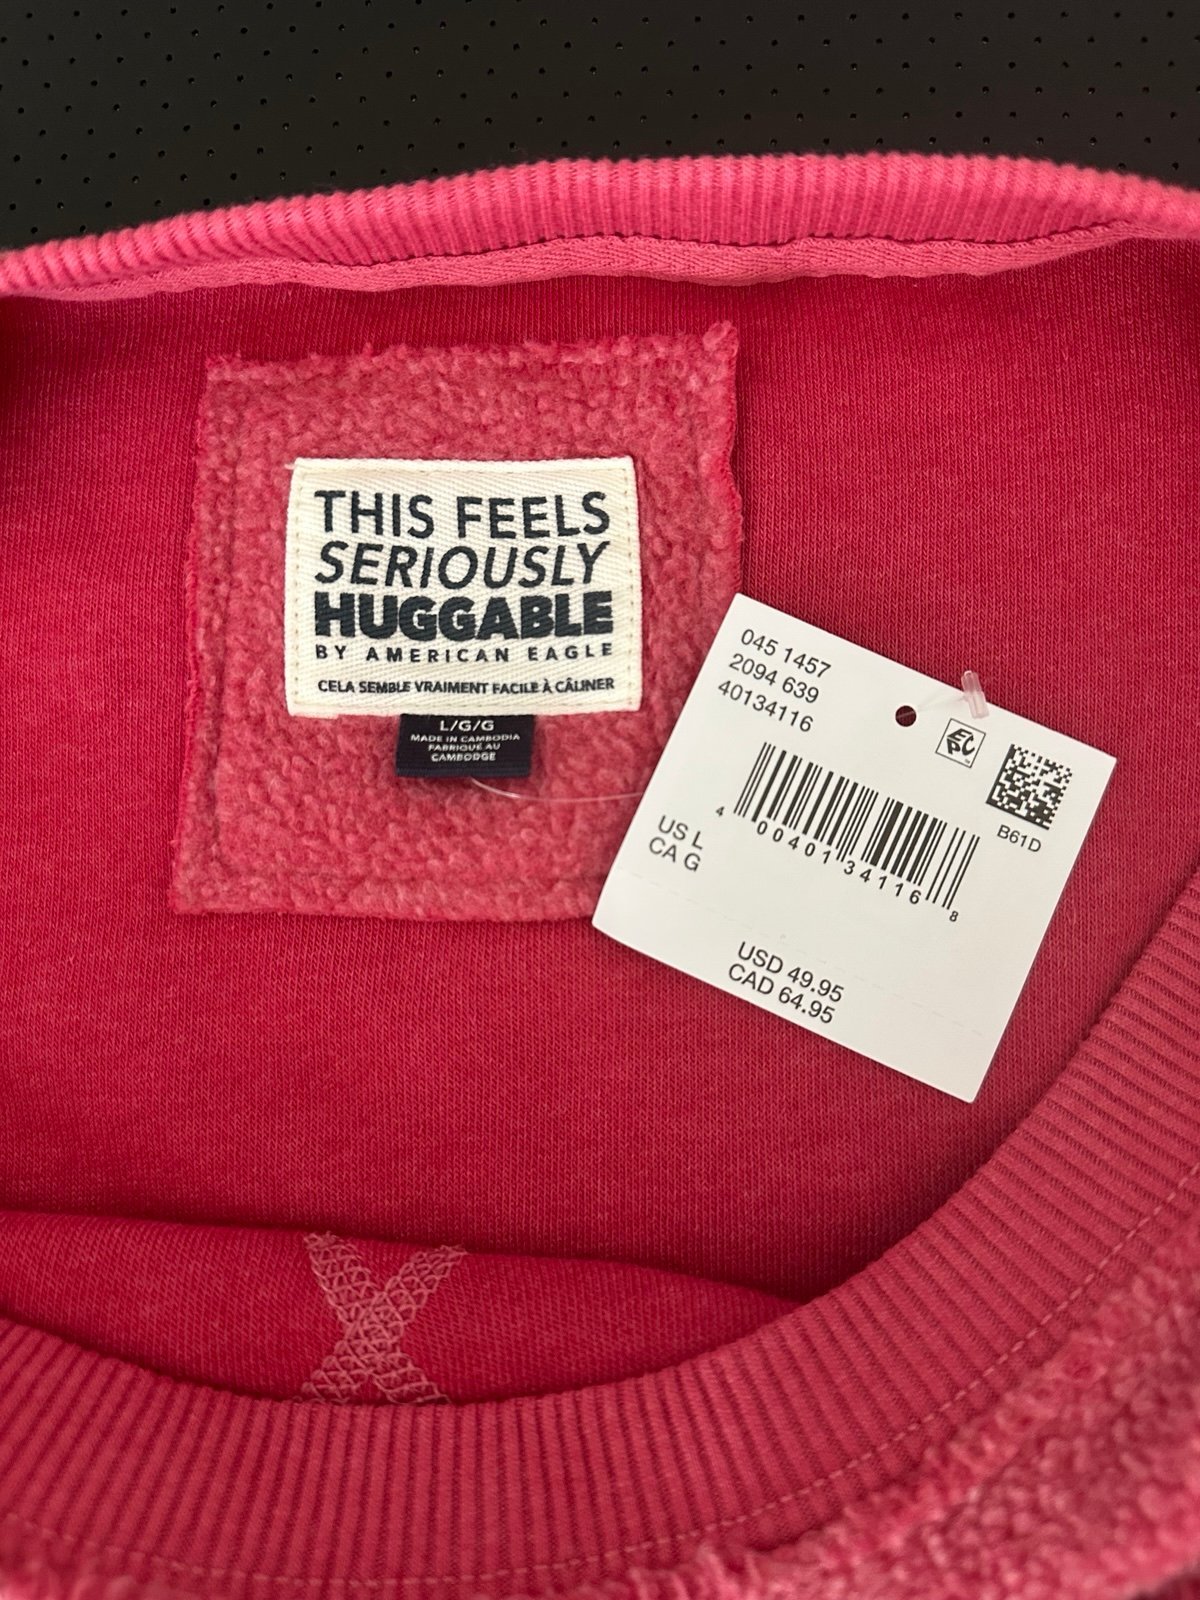 THIS FEELS
SERIOUSLY
HUGGABLE
BY AMERICAN EAGLE
CELA SEMBLE VRAIMENT FACILE À CÂLINER
L/G/G
MADE IN CAMBODIA
FABRIQUÉ AU
CAMBODGE
045 1457
2094 639
40134116
EPC
B61D
US L
CA G
4 00401 34116 8
USD 49.95
CAD 64.95